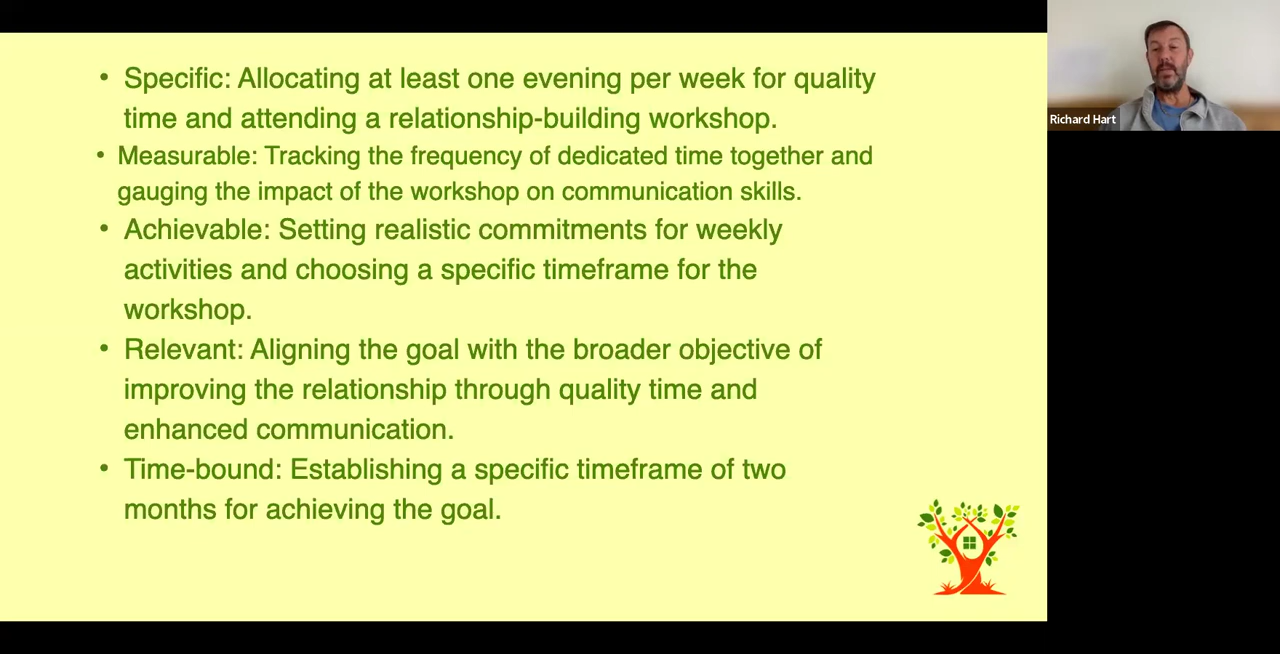 • Specific: Allocating at least one evening per week for quality
time and attending a relationship-building workshop.
• Measurable: Tracking the frequency of dedicated time together and
gauging the impact of the workshop on communication skills.
• Achievable: Setting realistic commitments for weekly
activities and choosing a specific timeframe for the
workshop.
• Relevant: Aligning the goal with the broader objective of
improving the relationship through quality time and
enhanced communication.
• Time-bound: Establishing a specific timeframe of two
months for achieving the goal.
Richard Hart